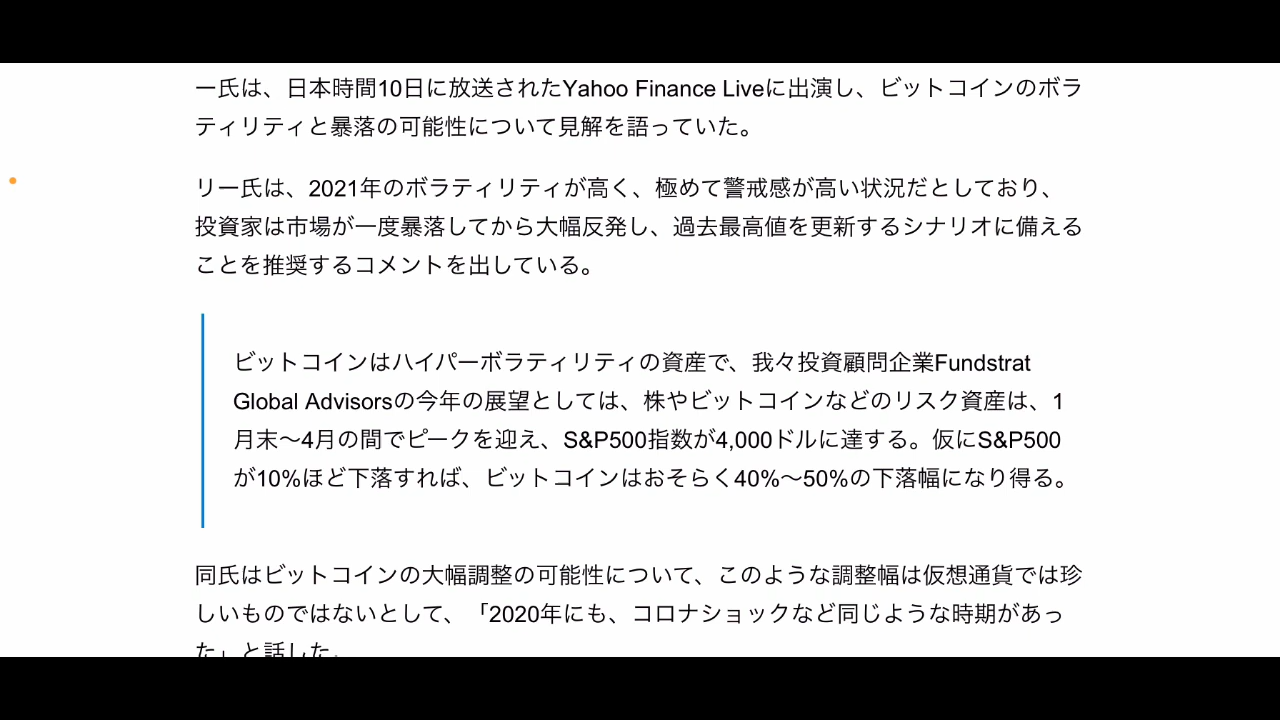 ー氏は、日本時間10日に放送されたYahoo Finance Liveに出演し、ビットコインのボラ
ティリティと暴落の可能性について見解を語っていた。
リー氏は、2021年のボラティリティが高く、極めて警戒感が高い状況だとしており、
投資家は市場が一度暴落してから大幅反発し、過去最高値を更新するシナリオに備える
ことを推奨するコメントを出している。
ビットコインはハイパーボラティリティの資産で、我々投資顧問企業Fundstrat
Global Advisorsの今年の展望としては、株やビットコインなどのリスク資産は、1
月末〜4月の間でピークを迎え、S&P500指数が4,000ドルに達する。仮にS&P500
が10%ほど下落すれば、ビットコインはおそらく40%〜50%の下落幅になり得る。
同氏はビットコインの大幅調整の可能性について、このような調整幅は仮想通貨では珍
しいものではないとして、「2020年にも、コロナショックなど同じような時期があっ
た」と話した。